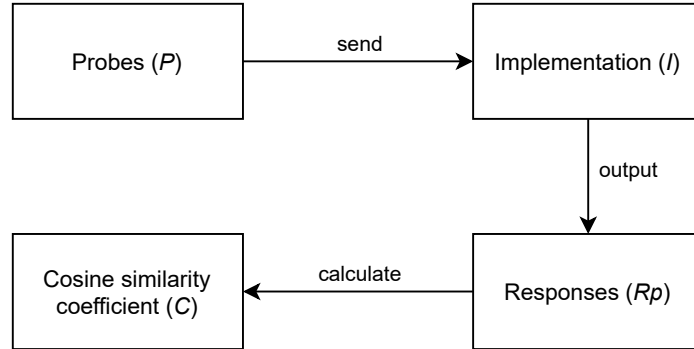 send
Probes (P)
Implementation (I)
output
calculate
Cosine similarity
coefficient (C)
Responses (Rp)